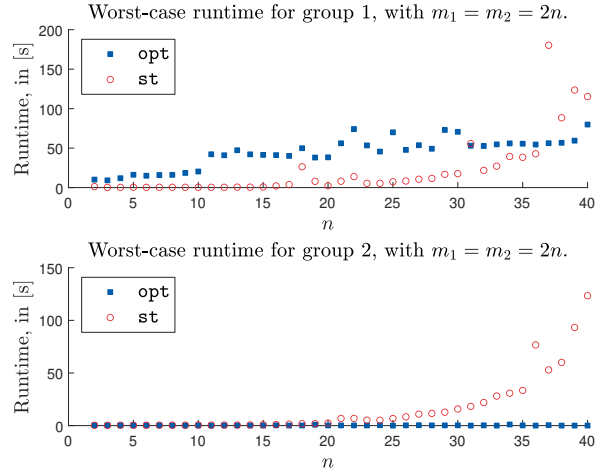 Worst-case runtime for group 1, with m₁ = m₂ = 2n.
200
150
100
50
0
Runtime, in [s]
opt
st
0 5 10 15 20 25 30 35 40
n
Worst-case runtime for group 2, with m₁ = m₂ = 2n.
150
100
50
0
Runtime, in [s]
opt
st
0 5 10 15 20 25 30 35 40
n